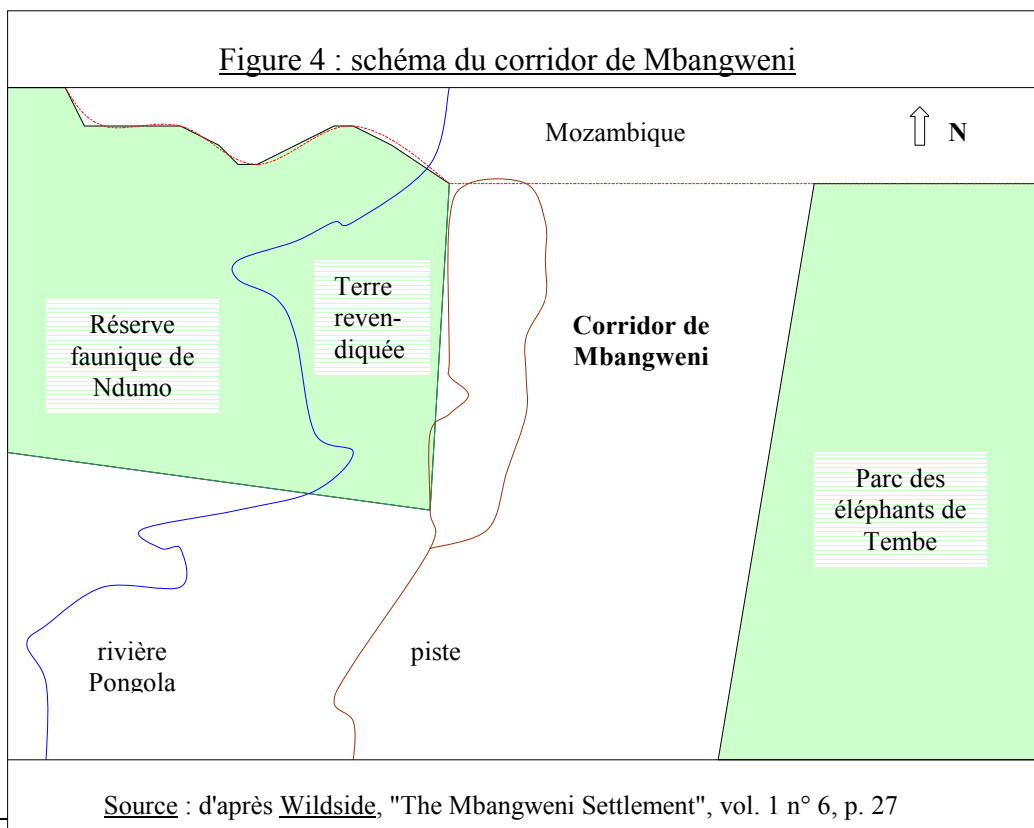 Figure 4 : schéma du corridor de Mbangweni
Mozambique
N
Terre
reven-
diquée
Réserve
faunique de
Ndumo
Corridor de
Mbangweni
Parc des
éléphants de
Tembe
rivière
Pongola
piste
Source : d'après Wildside, "The Mbangweni Settlement", vol. 1 n° 6, p. 27